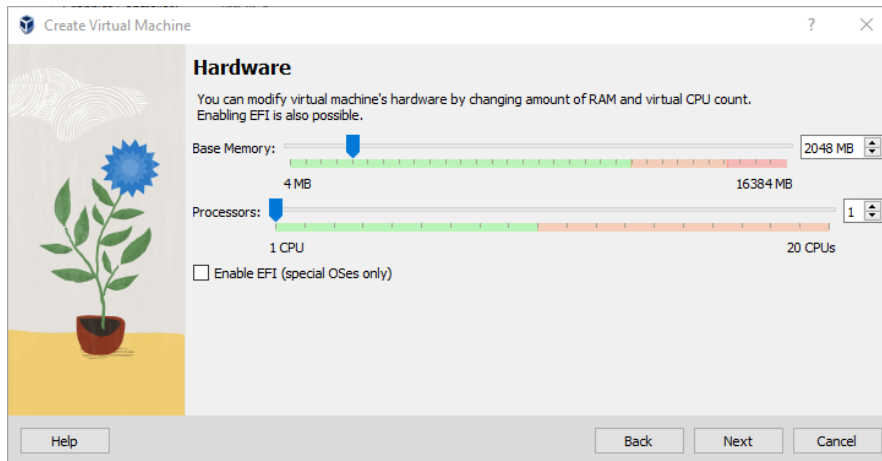 Create Virtual Machine
?
Hardware
You can modify virtual machine's hardware by changing amount of RAM and virtual CPU count.
Enabling EFI is also possible.
Base Memory:
2048 MB
4 MB
16384 MB
Processors:
1
1 CPU
20 CPUs
Enable EFI (special OSes only)
Help
Back
Next
Cancel